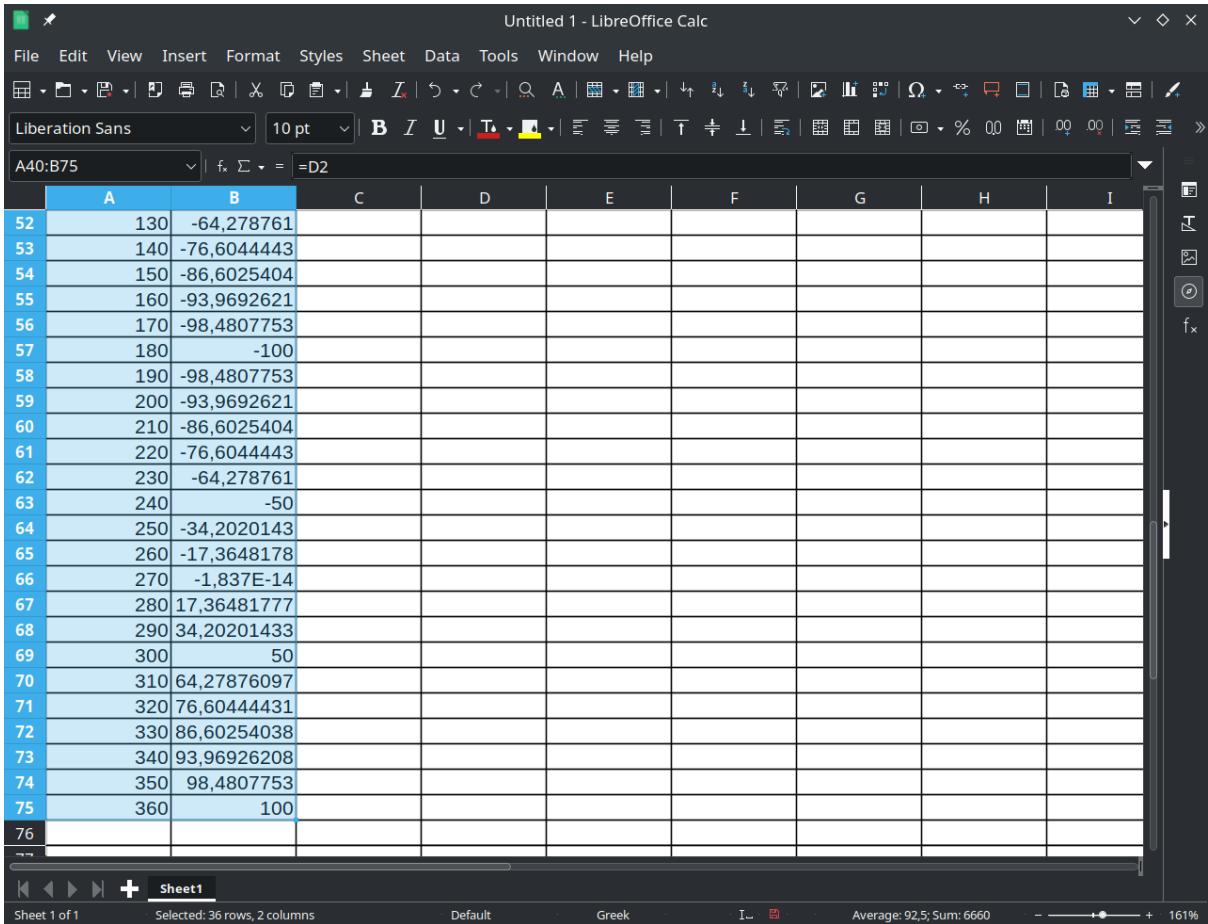 Untitled 1 - LibreOffice Calc
File Edit View Insert Format Styles Sheet Data Tools Window Help
Liberation Sans 10 pt B I U
A40:B75 fx Σ = =D2
A B C D E F G H I
52 130 -64,278761
53 140 -76,6044443
54 150 -86,6025404
55 160 -93,9692621
56 170 -98,4807753
57 180 -100
58 190 -98,4807753
59 200 -93,9692621
60 210 -86,6025404
61 220 -76,6044443
62 230 -64,278761
63 240 -50
64 250 -34,2020143
65 260 -17,3648178
66 270 -1,837E-14
67 280 17,36481777
68 290 34,20201433
69 300 50
70 310 64,27876097
71 320 76,60444431
72 330 86,60254038
73 340 93,96926208
74 350 98,4807753
75 360 100
76
Sheet1
Sheet 1 of 1 Selected: 36 rows, 2 columns Default Greek Average: 92,5; Sum: 6660 161%